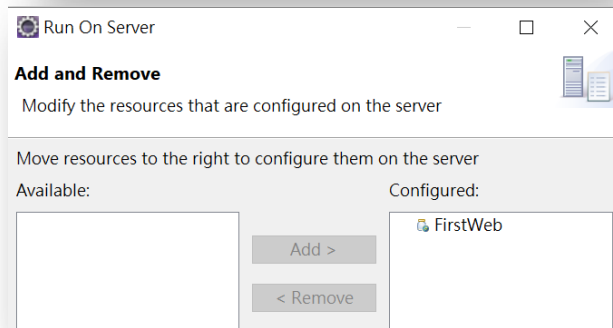 Run On Server
Add and Remove
Modify the resources that are configured on the server
Move resources to the right to configure them on the server
Available:
Configured:
FirstWeb
Add >
< Remove